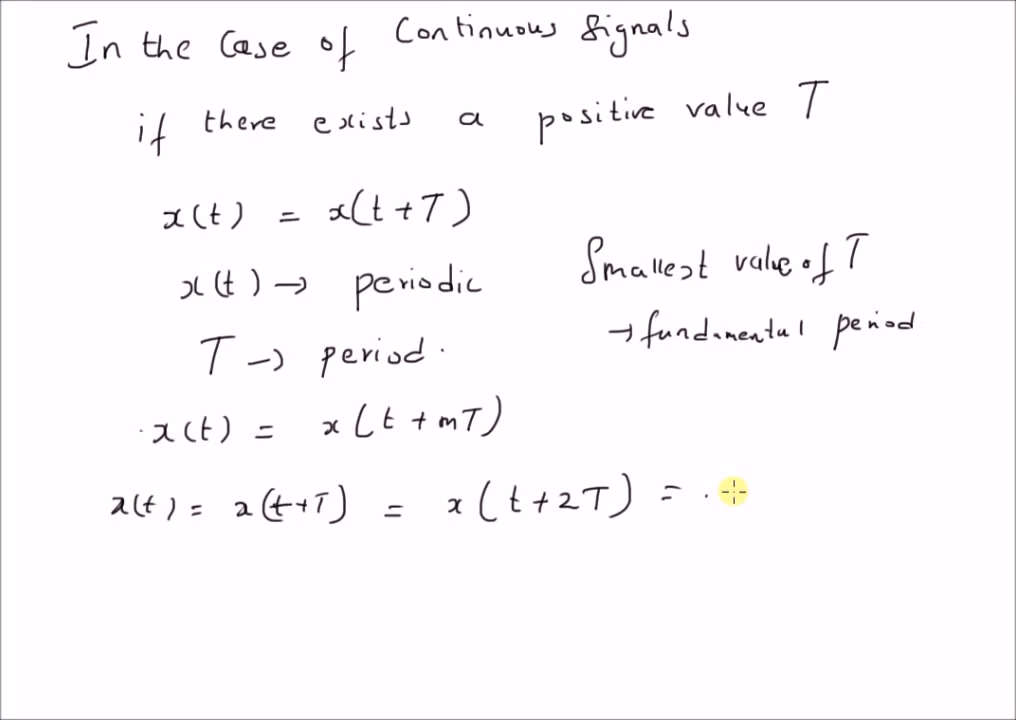 In the Case of Continuous Signals
if there exists a positive value T
x(t) = x(t+T)
x(t) → periodic
Smallest value of T
→ fundamental period
T → period.
x(t) = x(t+mT)
x(t) = x(t+T) = x(t+2T) = .